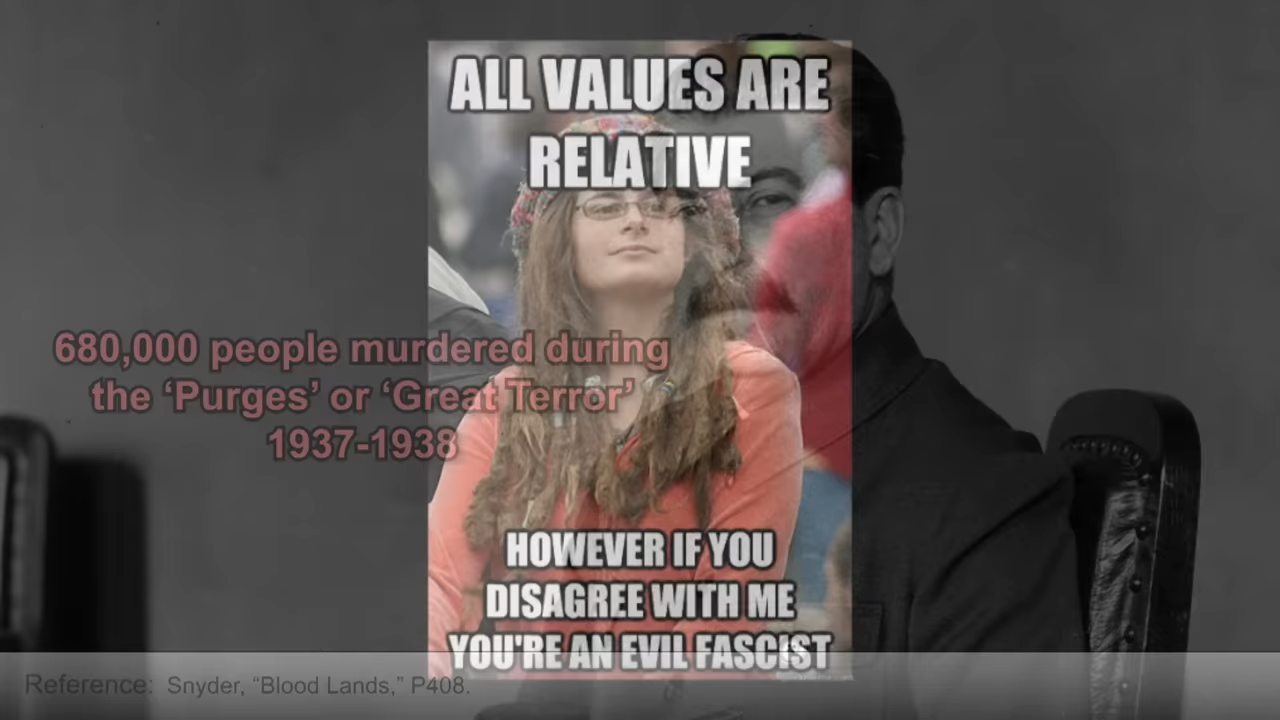 ALL VALUES ARE
RELATIVE
680,000 people murdered during
the ‘Purges’ or ‘Great Terror’
1937-1938
HOWEVER IF YOU
DISAGREE WITH ME
YOU'RE AN EVIL FASCIST
Reference: Snyder, “Blood Lands,” P408.